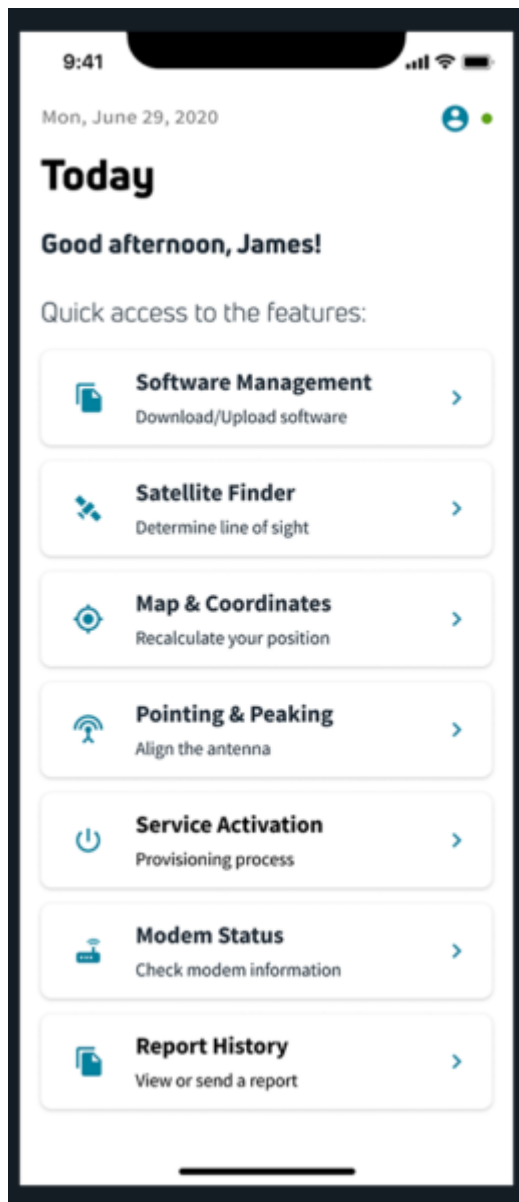 9:41
Mon, June 29, 2020
Today
Good afternoon, James!
Quick access to the features:
Software Management
Download/Upload software
Satellite Finder
Determine line of sight
Map & Coordinates
Recalculate your position
Pointing & Peaking
Align the antenna
Service Activation
Provisioning process
Modem Status
Check modem information
Report History
View or send a report